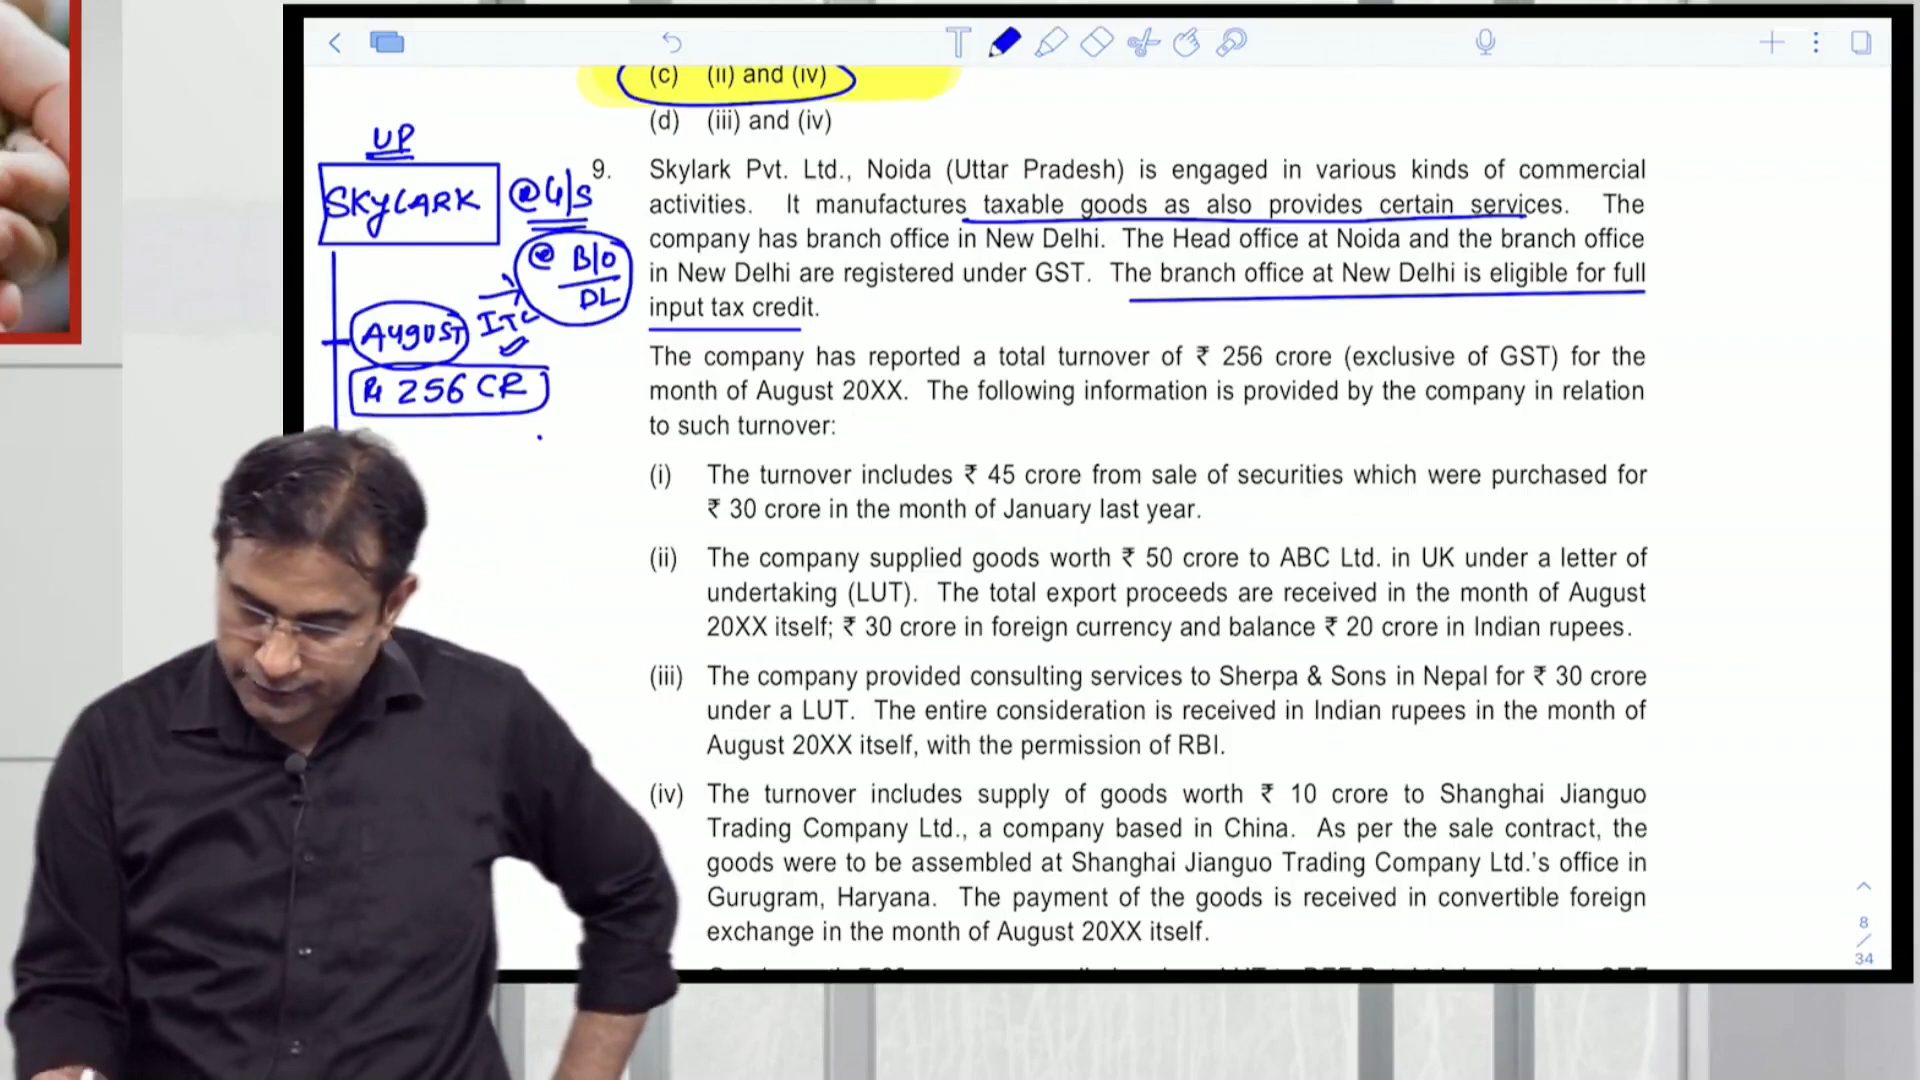 (c) (ii) and (iv)
(d) (iii) and (iv)
UP
SKYLARK
@ G/S
@ B/O
DL
ITC
AUGUST
₹ 256 CR
9. Skylark Pvt. Ltd., Noida (Uttar Pradesh) is engaged in various kinds of commercial
activities. It manufactures taxable goods as also provides certain services. The
company has branch office in New Delhi. The Head office at Noida and the branch office
in New Delhi are registered under GST. The branch office at New Delhi is eligible for full
input tax credit.
The company has reported a total turnover of ₹ 256 crore (exclusive of GST) for the
month of August 20XX. The following information is provided by the company in relation
to such turnover:
(i) The turnover includes ₹ 45 crore from sale of securities which were purchased for
₹ 30 crore in the month of January last year.
(ii) The company supplied goods worth ₹ 50 crore to ABC Ltd. in UK under a letter of
undertaking (LUT). The total export proceeds are received in the month of August
20XX itself; ₹ 30 crore in foreign currency and balance ₹ 20 crore in Indian rupees.
(iii) The company provided consulting services to Sherpa & Sons in Nepal for ₹ 30 crore
under a LUT. The entire consideration is received in Indian rupees in the month of
August 20XX itself, with the permission of RBI.
(iv) The turnover includes supply of goods worth ₹ 10 crore to Shanghai Jianguo
Trading Company Ltd., a company based in China. As per the sale contract, the
goods were to be assembled at Shanghai Jianguo Trading Company Ltd.'s office in
Gurugram, Haryana. The payment of the goods is received in convertible foreign
exchange in the month of August 20XX itself.
8
/
34